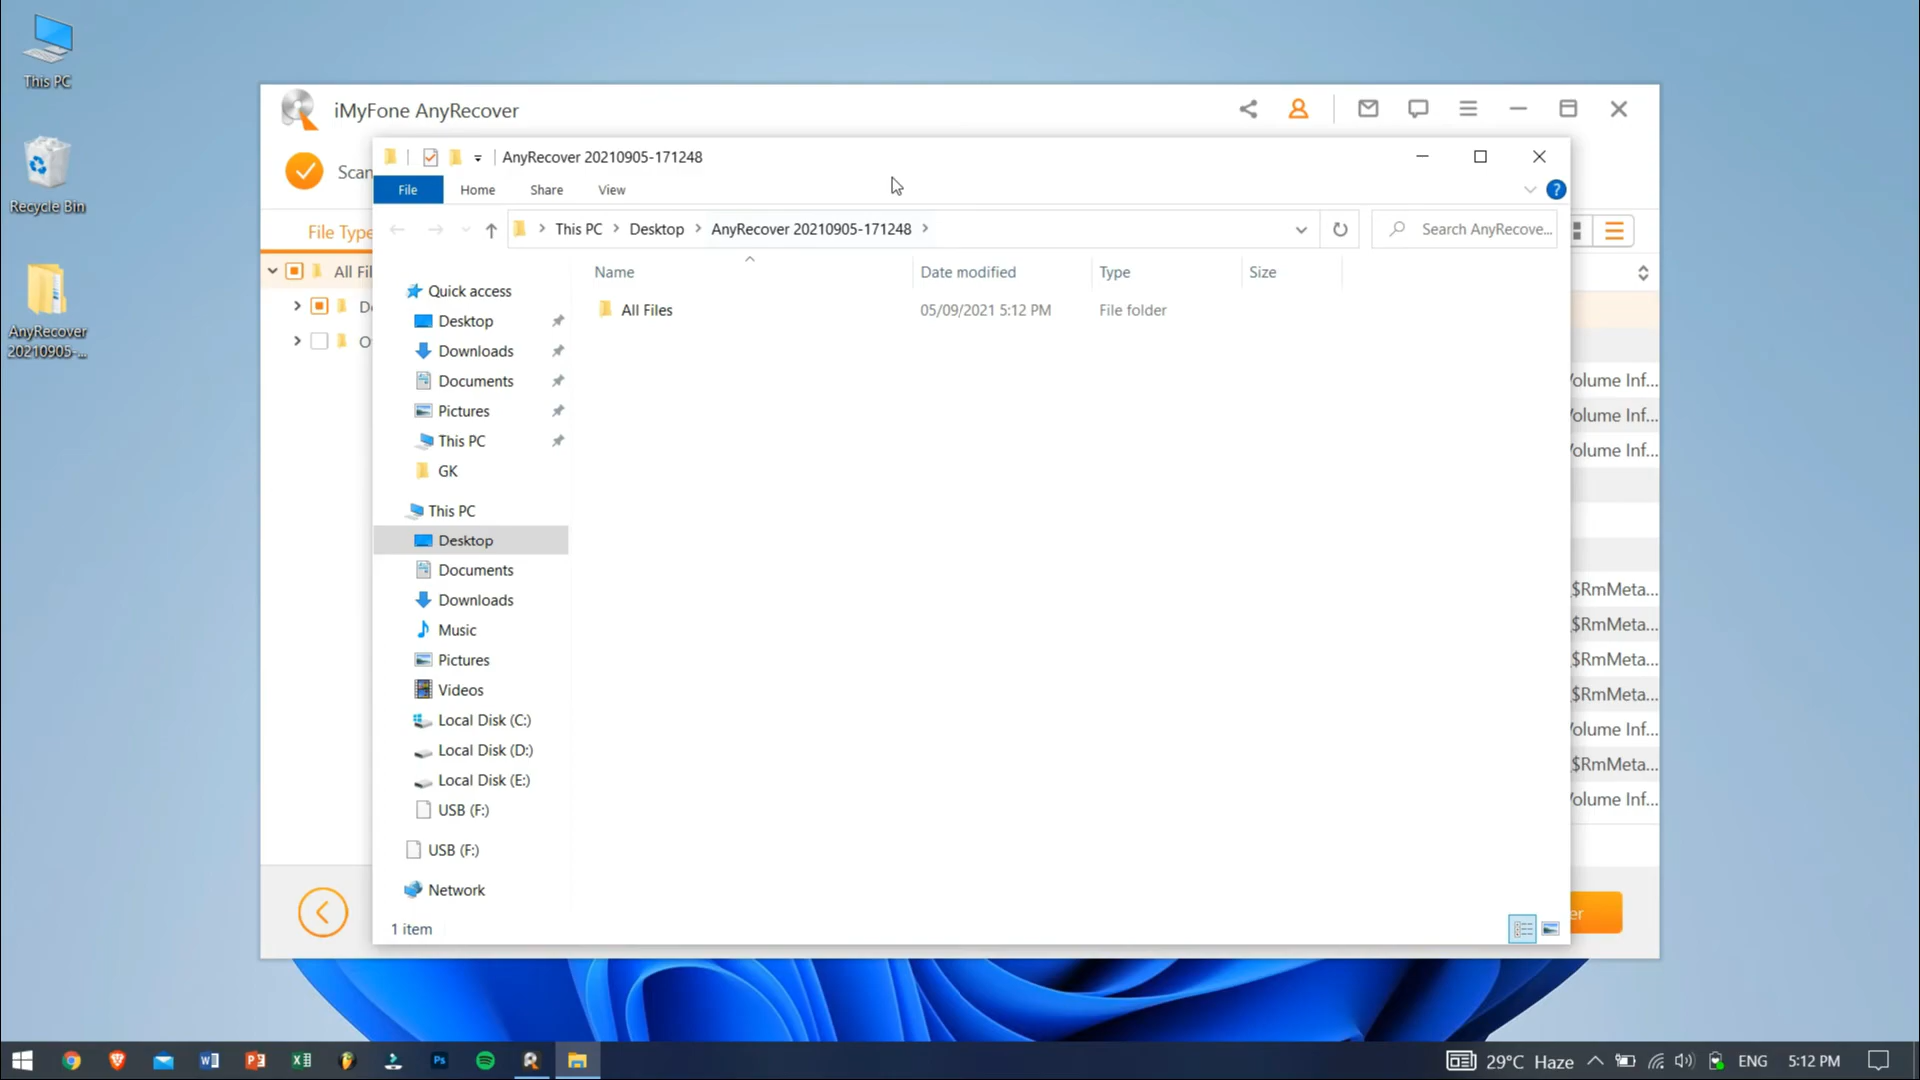 This PC
Recycle Bin
AnyRecover
20210905-...
iMyFone AnyRecover
Scan
File Type
All Fil
De
O
AnyRecover 20210905-171248
File Home Share View
This PC Desktop AnyRecover 20210905-171248
Search AnyRecove...
Name Date modified Type Size
All Files 05/09/2021 5:12 PM File folder
Quick access
Desktop
Downloads
Documents
Pictures
This PC
GK
This PC
Desktop
Documents
Downloads
Music
Pictures
Videos
Local Disk (C:)
Local Disk (D:)
Local Disk (E:)
USB (F:)
USB (F:)
Network
1 item
Volume Inf...
Volume Inf...
Volume Inf...
$RmMeta...
$RmMeta...
$RmMeta...
$RmMeta...
Volume Inf...
$RmMeta...
Volume Inf...
er
29°C Haze ENG 5:12 PM